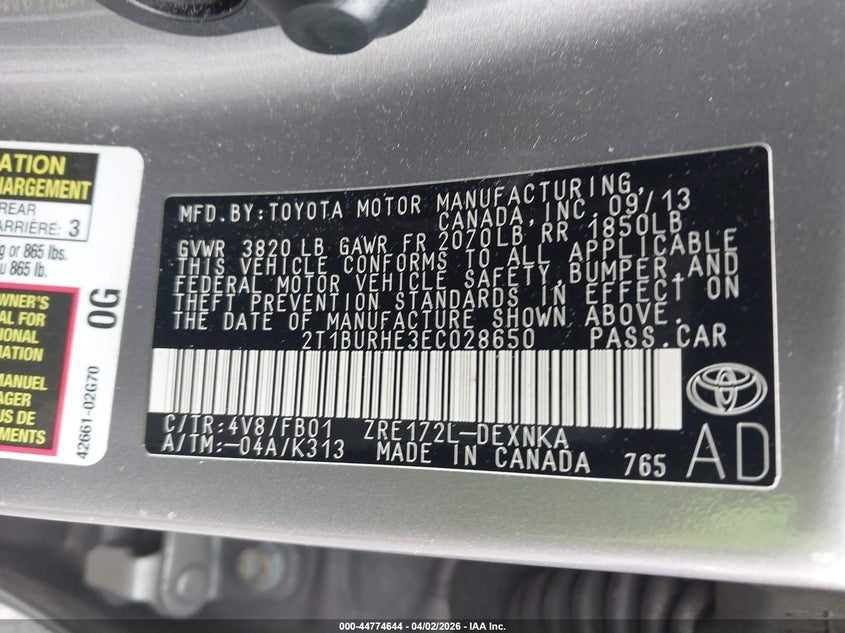 ATION
HARGEMENT
REAR
ARRIÈRE: 3
g or 865 lbs.
u 865 lb.
OWNER'S
AL FOR
TIONAL
RMATION
MANUEL
AGER
US DE
EMENTS
42661-02G70
OG
MFD. BY: TOYOTA MOTOR MANUFACTURING,
CANADA, INC. 09/13
GVWR 3820 LB GAWR FR 2070LB RR 1850LB
THIS VEHICLE CONFORMS TO ALL APPLICABLE
FEDERAL MOTOR VEHICLE SAFETY, BUMPER, AND
THEFT PREVENTION STANDARDS IN EFFECT ON
THE DATE OF MANUFACTURE SHOWN ABOVE.
2T1BURHE3EC028650 PASS. CAR
C/TR: 4V8/FB01 ZRE172L-DEXNKA
A/TM: -04A/K313 MADE IN CANADA 765
AD
000-44774644 04/02/2026 - IAA Inc.